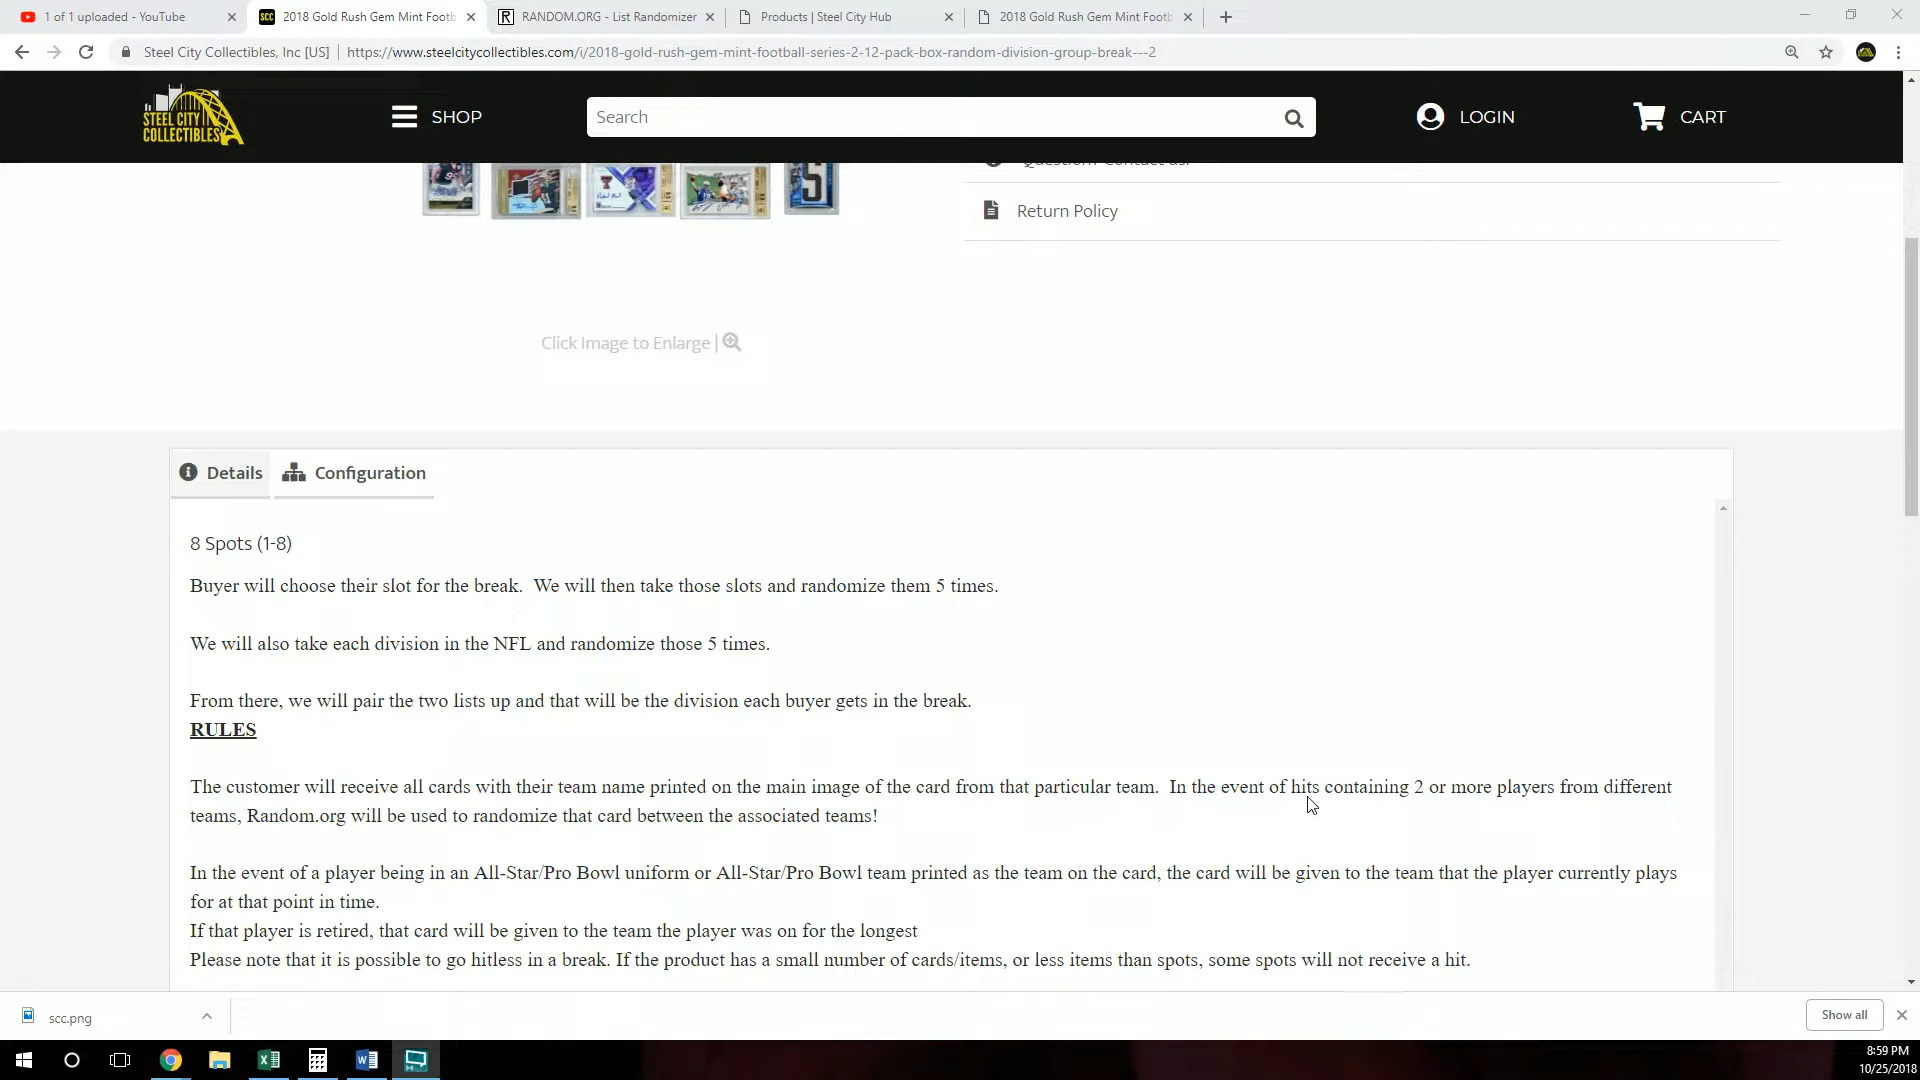 1 of 1 uploaded - YouTube
SCC 2018 Gold Rush Gem Mint Footb
R RANDOM.ORG - List Randomizer
Products | Steel City Hub
2018 Gold Rush Gem Mint Footb
Steel City Collectibles, Inc [US] | https://www.steelcitycollectibles.com/i/2018-gold-rush-gem-mint-football-series-2-12-pack-box-random-division-group-break---2
STEEL CITY
COLLECTIBLES
SHOP
Search
LOGIN
CART
Question? Contact us!
Return Policy
Click Image to Enlarge |
Details
Configuration
8 Spots (1-8)
Buyer will choose their slot for the break.  We will then take those slots and randomize them 5 times.
We will also take each division in the NFL and randomize those 5 times.
From there, we will pair the two lists up and that will be the division each buyer gets in the break.
RULES
The customer will receive all cards with their team name printed on the main image of the card from that particular team.  In the event of hits containing 2 or more players from different
teams, Random.org will be used to randomize that card between the associated teams!
In the event of a player being in an All-Star/Pro Bowl uniform or All-Star/Pro Bowl team printed as the team on the card, the card will be given to the team that the player currently plays
for at that point in time.
If that player is retired, that card will be given to the team the player was on for the longest
Please note that it is possible to go hitless in a break. If the product has a small number of cards/items, or less items than spots, some spots will not receive a hit.
scc.png
Show all
8:59 PM
10/25/2018